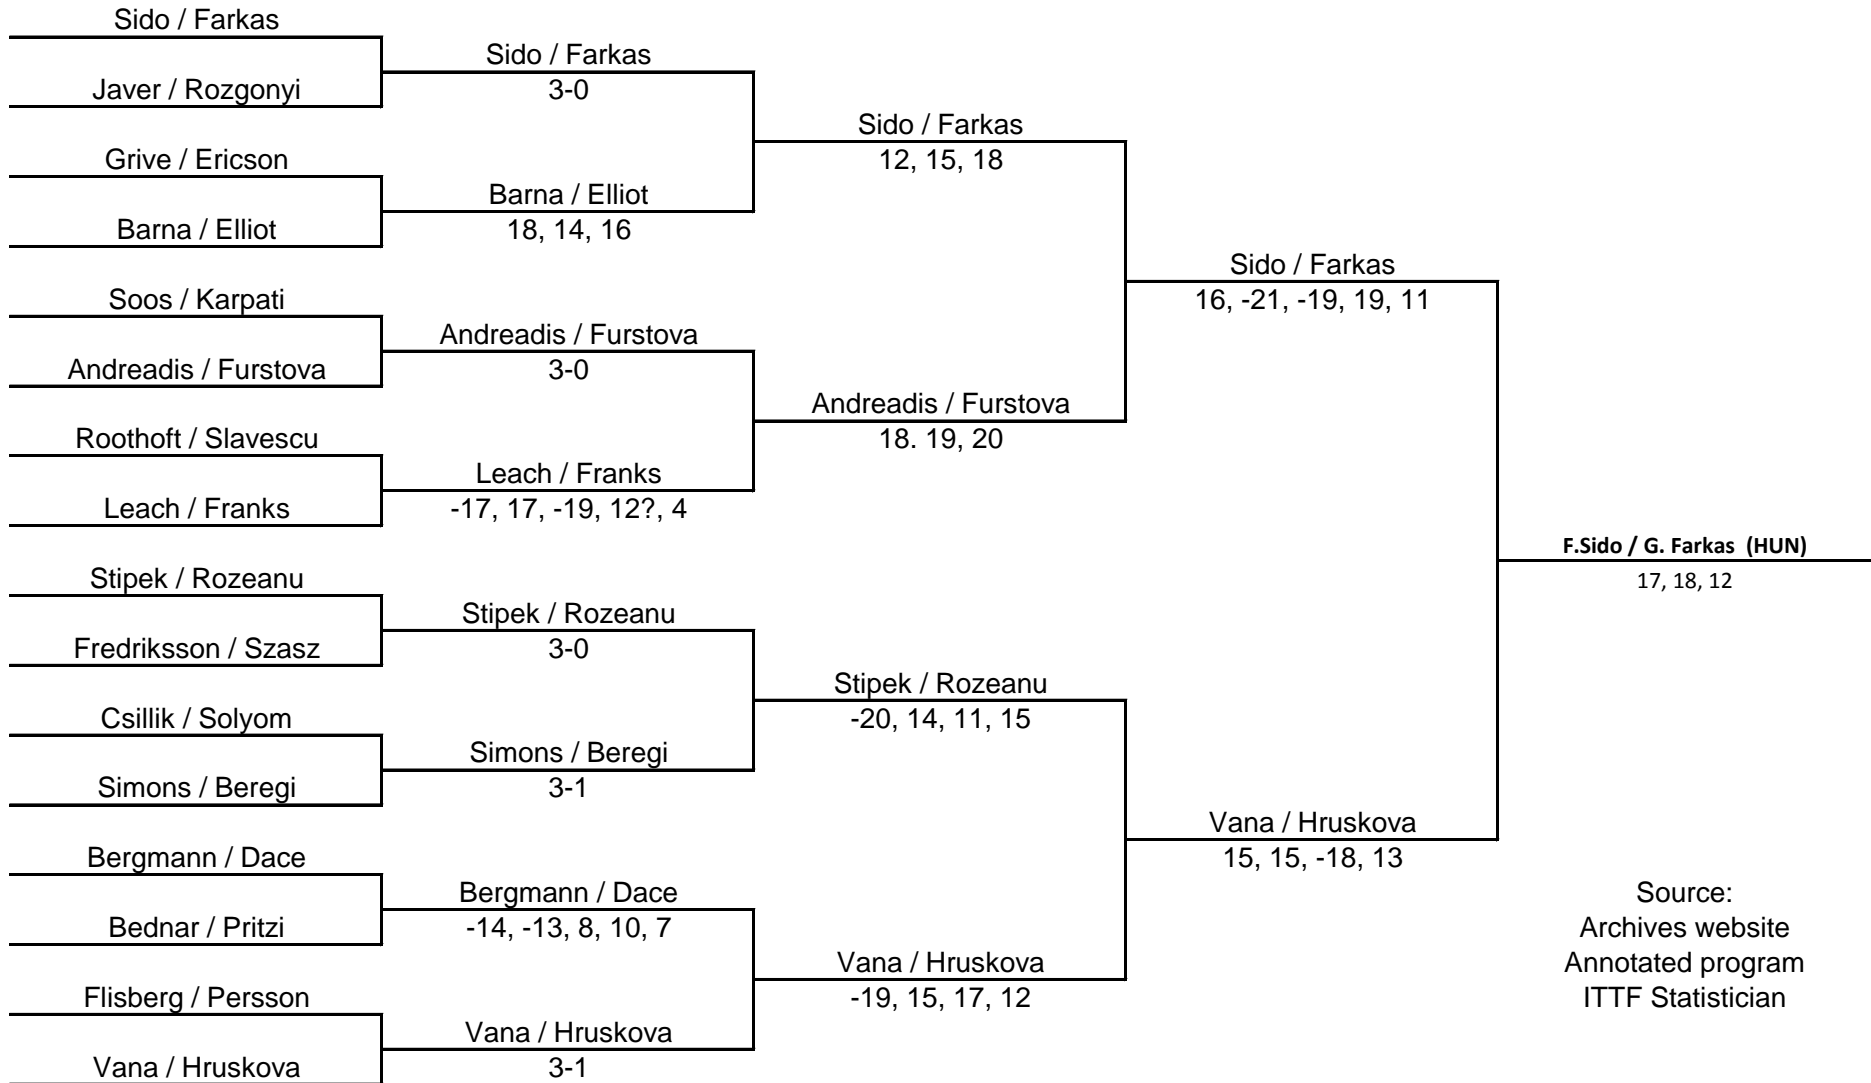 Sido / Farkas
Javer / Rozgonyi
Grive / Ericson
Barna / Elliot
Soos / Karpati
Andreadis / Furstova
Roothoft / Slavescu
Leach / Franks
Stipek / Rozeanu
Fredriksson / Szasz
Csillik / Solyom
Simons / Beregi
Bergmann / Dace
Bednar / Pritzi
Flisberg / Persson
Vana / Hruskova
Sido / Farkas
3-0
Barna / Elliot
18, 14, 16
Andreadis / Furstova
3-0
Leach / Franks
-17, 17, -19, 12?, 4
Stipek / Rozeanu
3-0
Simons / Beregi
3-1
Bergmann / Dace
-14, -13, 8, 10, 7
Vana / Hruskova
3-1
Sido / Farkas
12, 15, 18
Andreadis / Furstova
18. 19, 20
Stipek / Rozeanu
-20, 14, 11, 15
Vana / Hruskova
-19, 15, 17, 12
Sido / Farkas
16, -21, -19, 19, 11
Vana / Hruskova
15, 15, -18, 13
F.Sido / G. Farkas (HUN)
17, 18, 12
Source:
Archives website
Annotated program
ITTF Statistician